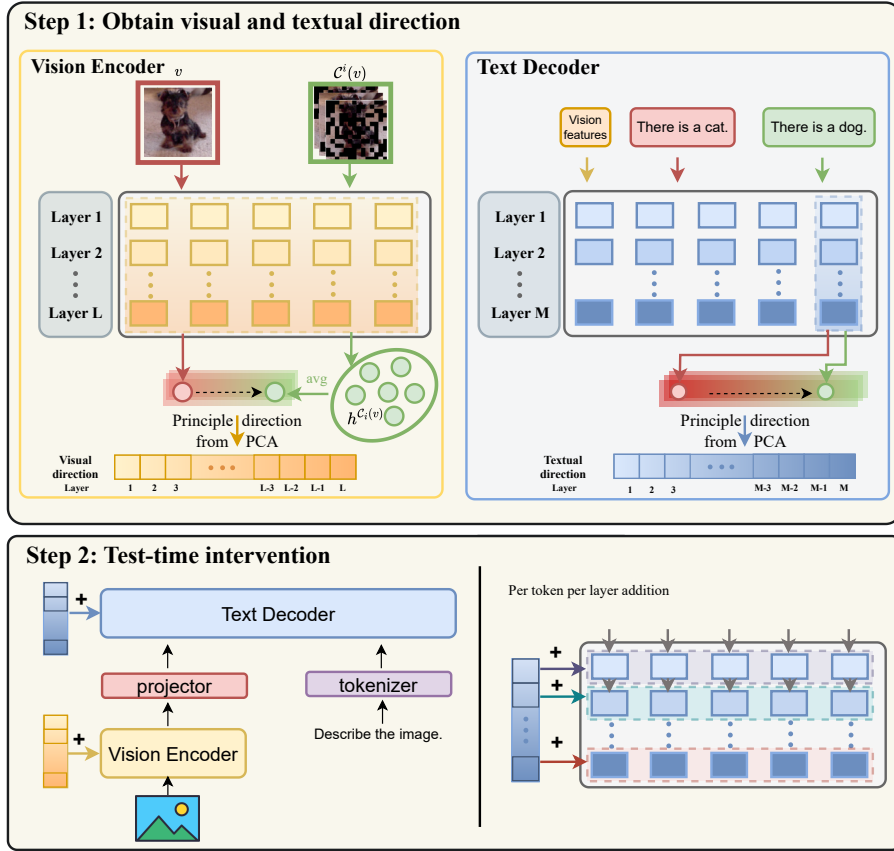 Step 1: Obtain visual and textual direction
Vision Encoder
v
C^i(v)
Layer 1
Layer 2
Layer L
avg
h^{C_i(v)}
Principle direction
from PCA
Visual
direction
Layer
1 2 3 L-3 L-2 L-1 L
Text Decoder
Vision
features
There is a cat.
There is a dog.
Layer 1
Layer 2
Layer M
Principle direction
from PCA
Textual
direction
Layer
1 2 3 M-3 M-2 M-1 M
Step 2: Test-time intervention
+
Text Decoder
projector
tokenizer
+
Vision Encoder
Describe the image.
Per token per layer addition
+
+
+